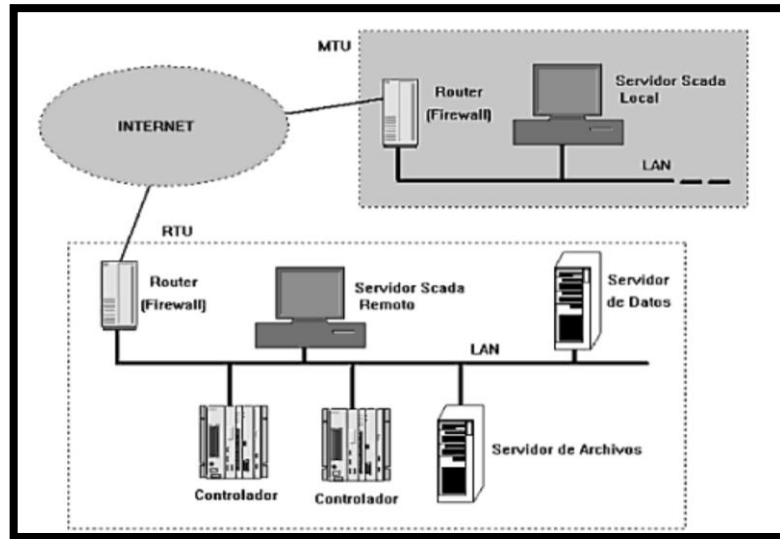 MTU
Router
(Firewall)
Servidor Scada
Local
LAN
INTERNET
RTU
Router
(Firewall)
Servidor Scada
Remoto
LAN
Servidor
de Datos
Controlador
Controlador
Servidor de Archivos